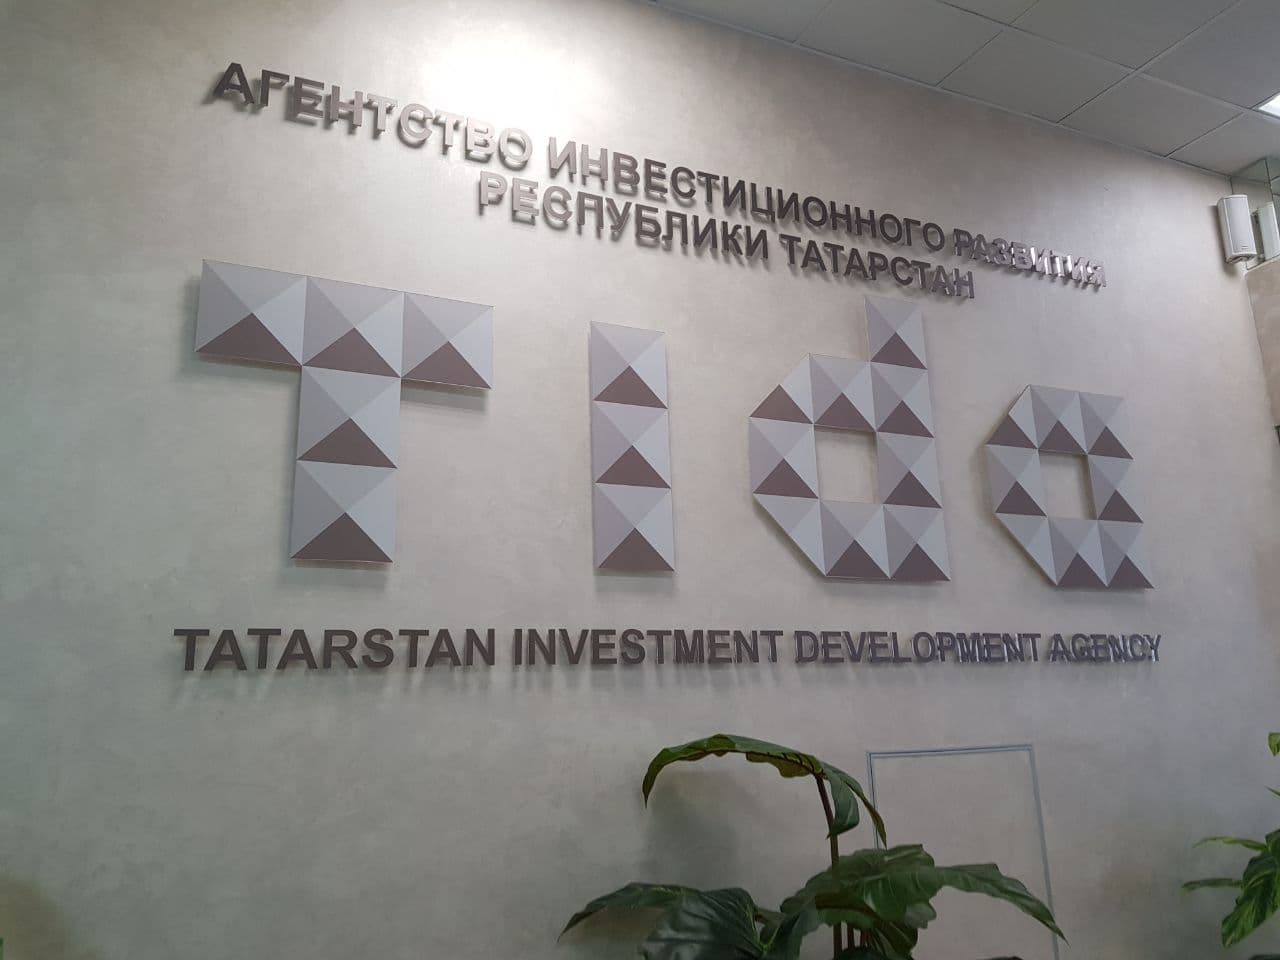 АГЕНТСТВО ИНВЕСТИЦИОННОГО РАЗВИТИЯ
РЕСПУБЛИКИ ТАТАРСТАН
TIda
TATARSTAN INVESTMENT DEVELOPMENT AGENCY